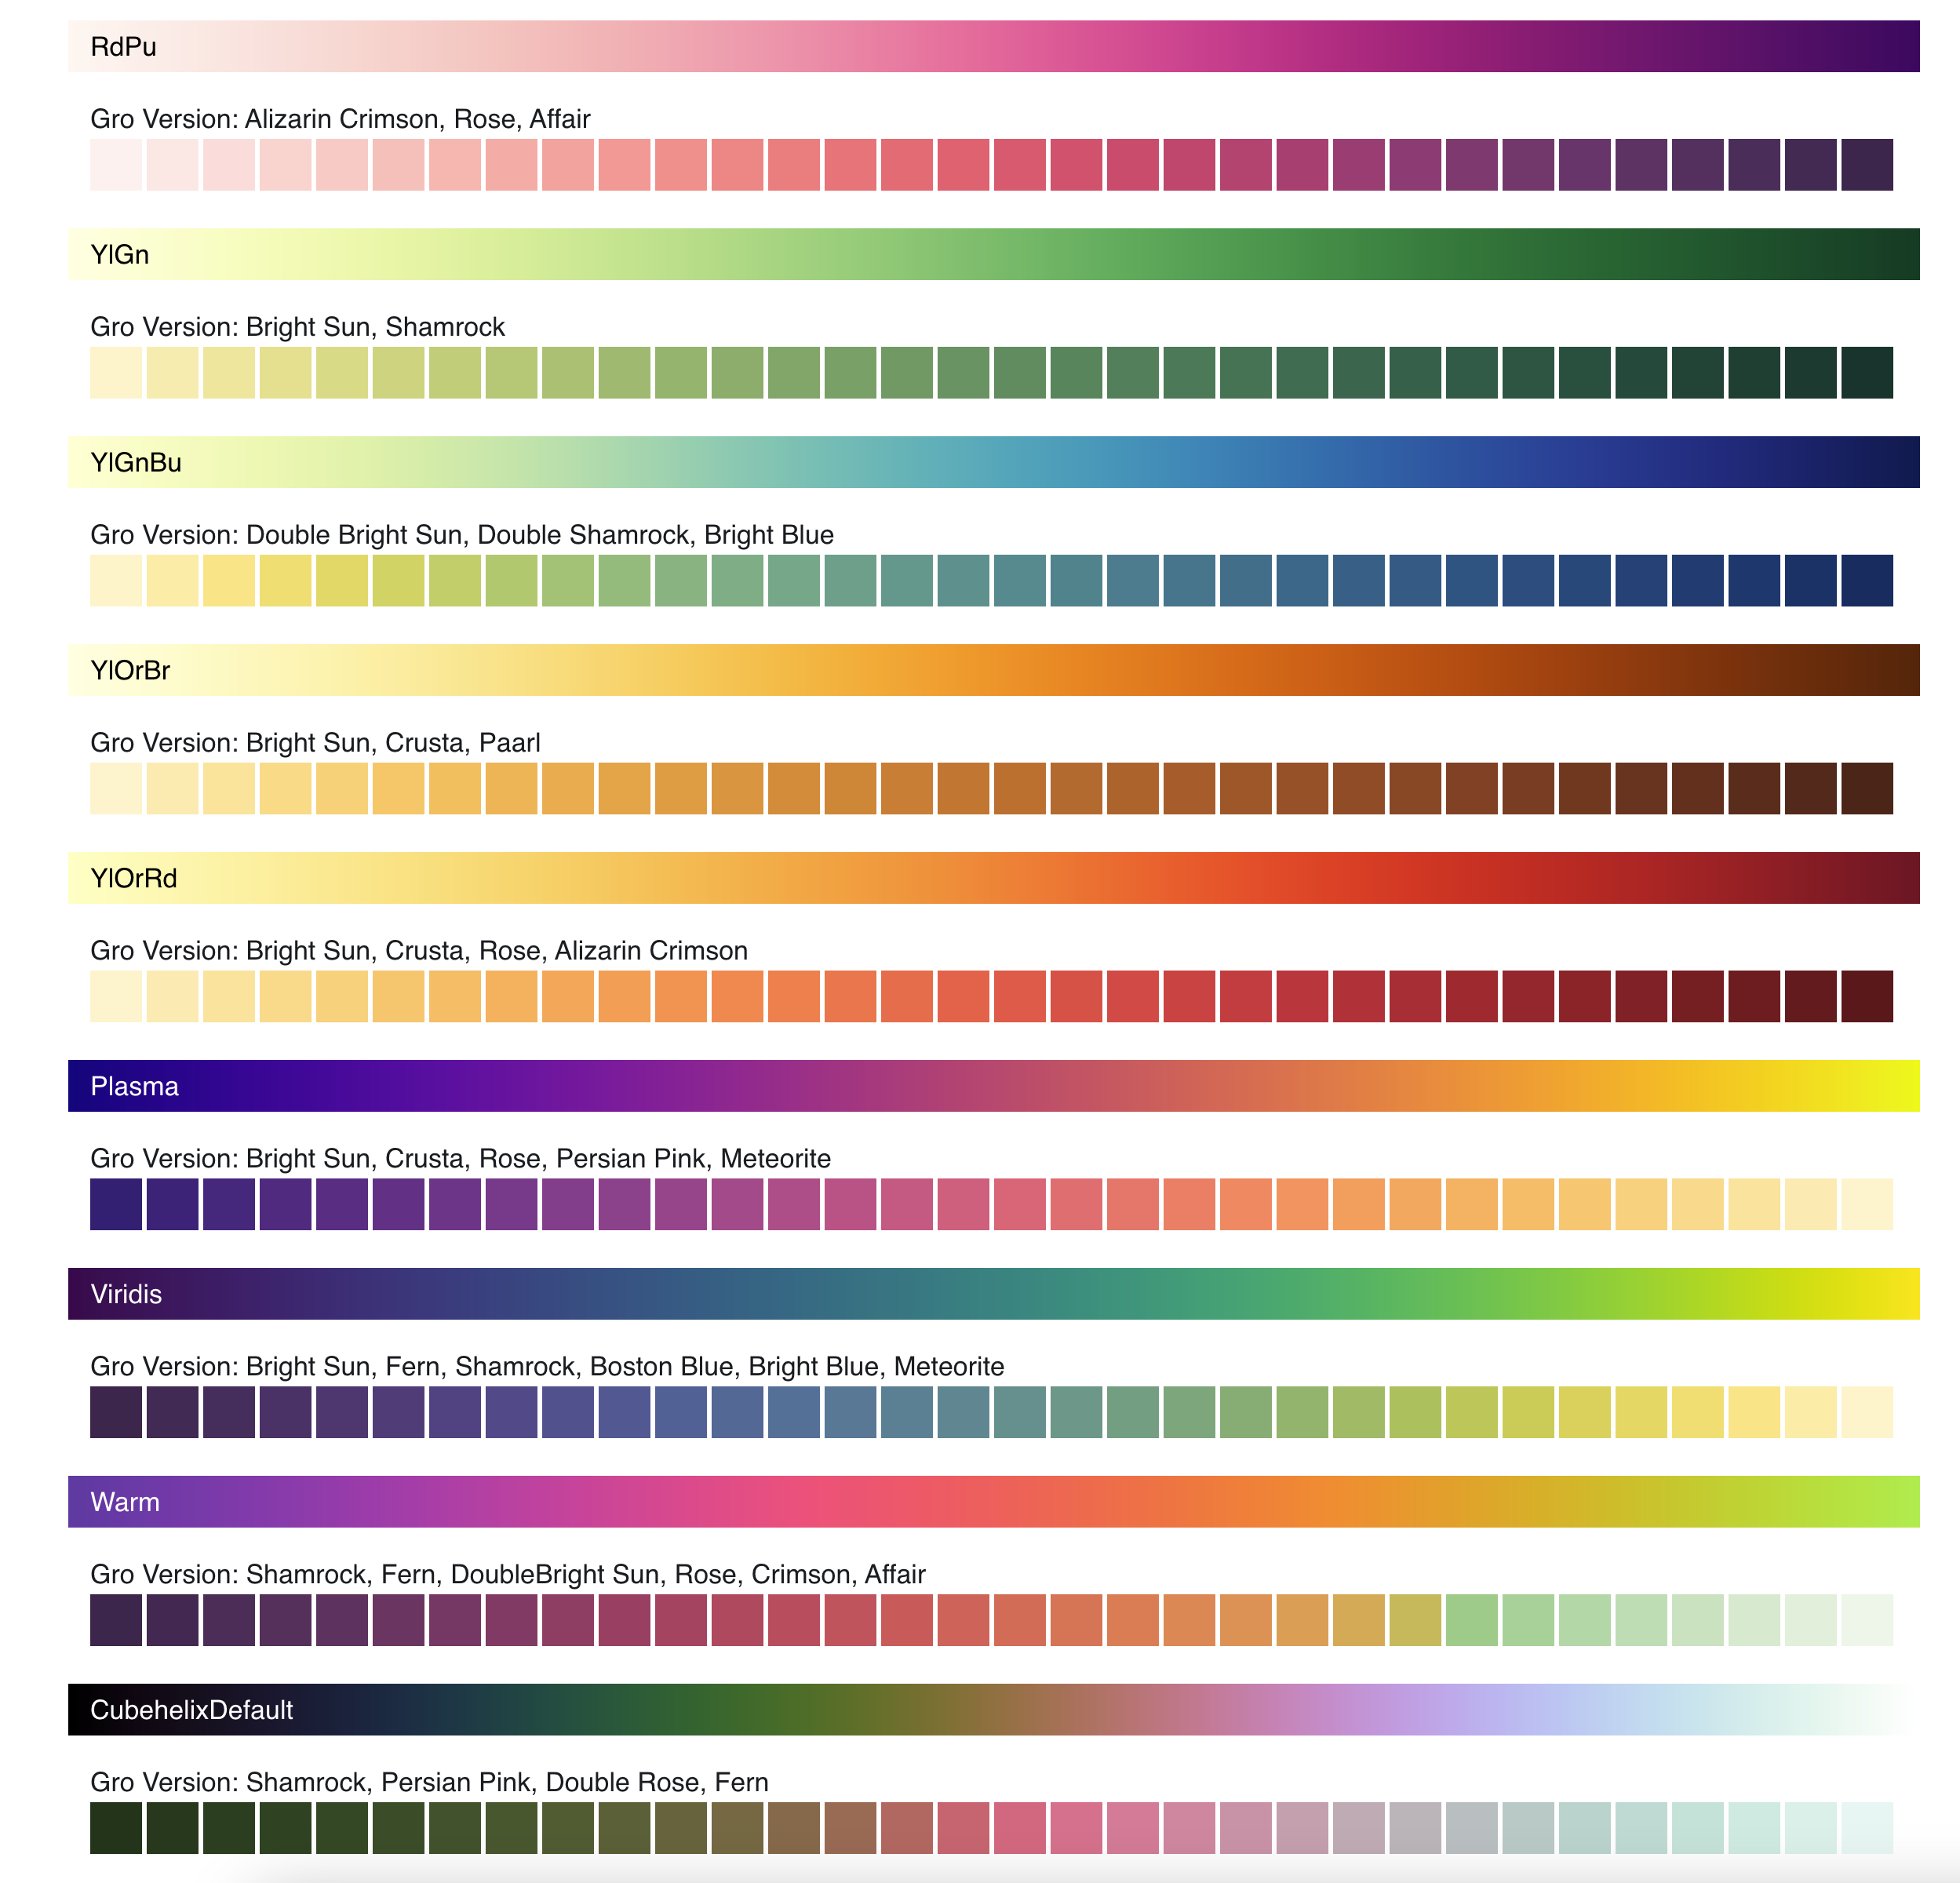 RdPu
Gro Version: Alizarin Crimson, Rose, Affair
YlGn
Gro Version: Bright Sun, Shamrock
YlGnBu
Gro Version: Double Bright Sun, Double Shamrock, Bright Blue
YlOrBr
Gro Version: Bright Sun, Crusta, Paarl
YlOrRd
Gro Version: Bright Sun, Crusta, Rose, Alizarin Crimson
Plasma
Gro Version: Bright Sun, Crusta, Rose, Persian Pink, Meteorite
Viridis
Gro Version: Bright Sun, Fern, Shamrock, Boston Blue, Bright Blue, Meteorite
Warm
Gro Version: Shamrock, Fern, DoubleBright Sun, Rose, Crimson, Affair
CubehelixDefault
Gro Version: Shamrock, Persian Pink, Double Rose, Fern